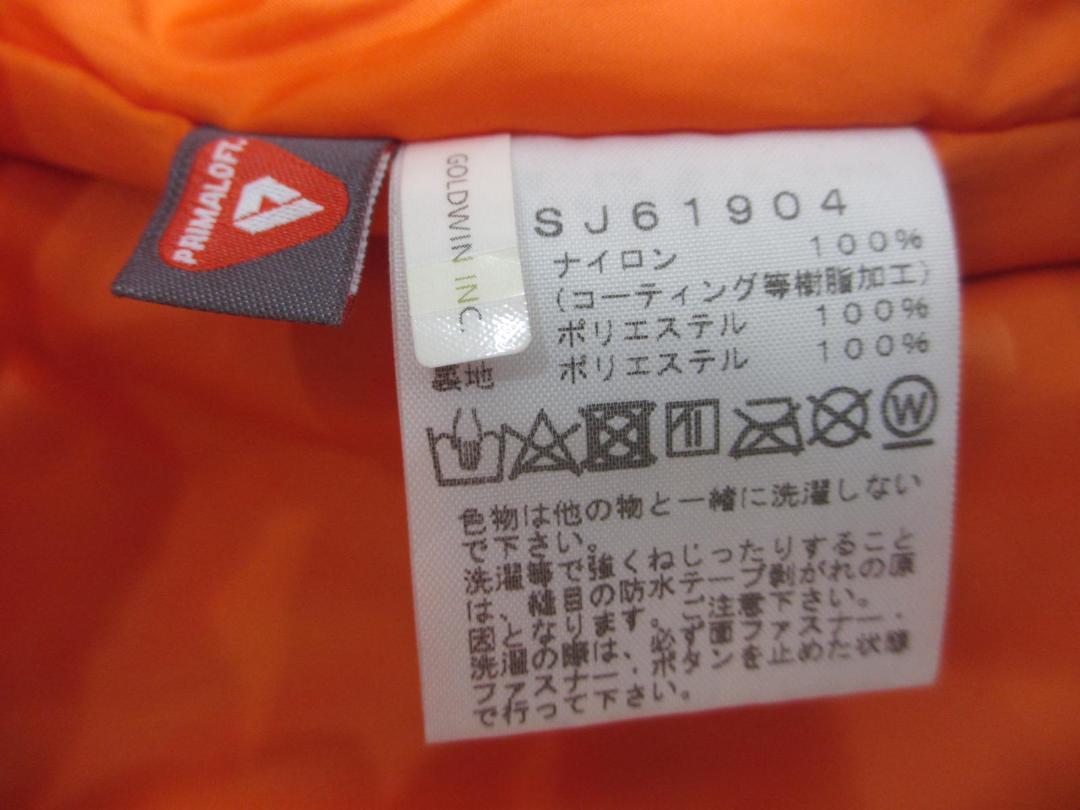 PRIMALOFT®
GOLDWIN INC
SJ61904
ナイロン 100%
(コーティング等樹脂加工)
ポリエステル 100%
裏地 ポリエステル 100%
W
色物は他の物と一緒に洗濯しない
で下さい。
洗濯等で強くねじったりすること
は、縫目の防水テープ剥がれの原
因となります。ご注意下さい。
洗濯の際は、必ず面ファスナー・
ファスナー・ボタンを止めた状態
で行って下さい。